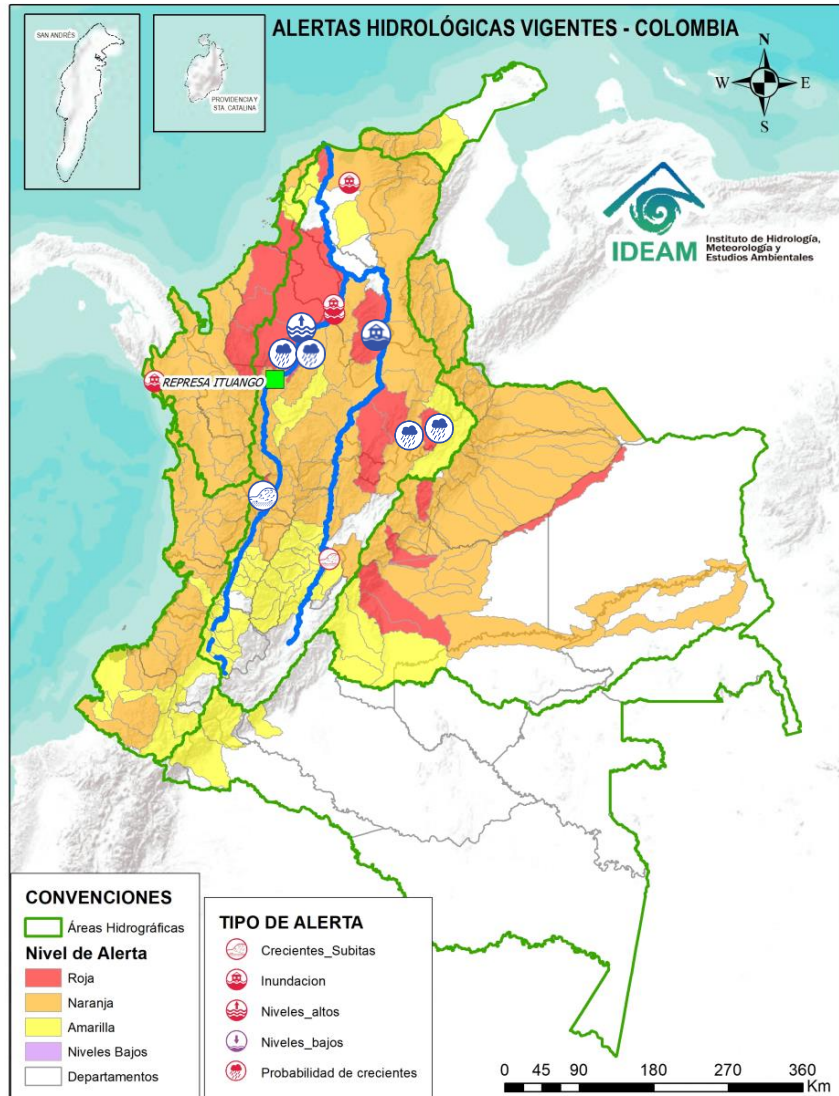 ALERTAS HIDROLÓGICAS VIGENTES - COLOMBIA
SAN ANDRÉS
PROVIDENCIA Y
STA. CATALINA
N
W
E
S
IDEAM
Instituto de Hidrología,
Meteorología y
Estudios Ambientales
REPRESA ITUANGO
CONVENCIONES
Áreas Hidrográficas
Nivel de Alerta
Roja
Naranja
Amarilla
Niveles Bajos
Departamentos
TIPO DE ALERTA
Crecientes_Subitas
Inundacion
Niveles_altos
Niveles_bajos
Probabilidad de crecientes
0 45 90 180 270 360
Km